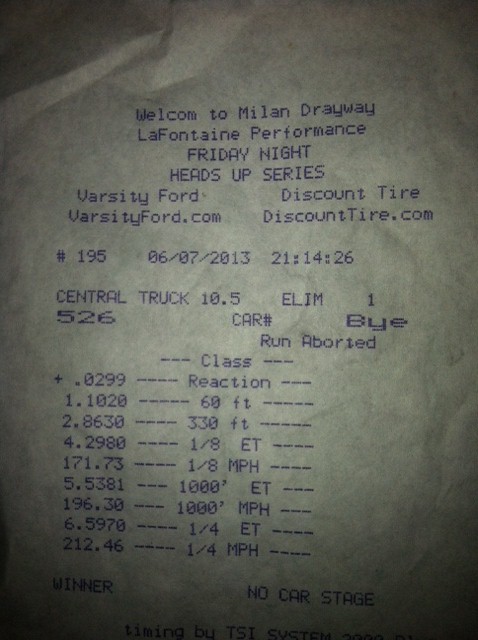 Welcom to Milan Drayway
LaFontaine Performance
FRIDAY NIGHT
HEADS UP SERIES
Varsity Ford Discount Tire
VarsityFord.com DiscountTire.com
# 195 06/07/2013 21:14:26
CENTRAL TRUCK 10.5 ELIM 1
526 CAR# Bye
Run Aborted
--- Class ---
+ .0299 ---- Reaction ---
1.1020 ----- 60 ft ----
2.8630 ---- 330 ft ----
4.2980 ---- 1/8 ET ----
171.73 ---- 1/8 MPH ----
5.5381 ---- 1000' ET ---
196.30 ---- 1000' MPH ---
6.5970 ---- 1/4 ET ----
212.46 ---- 1/4 MPH ----
WINNER NO CAR STAGE
timing by TSI SYSTEM